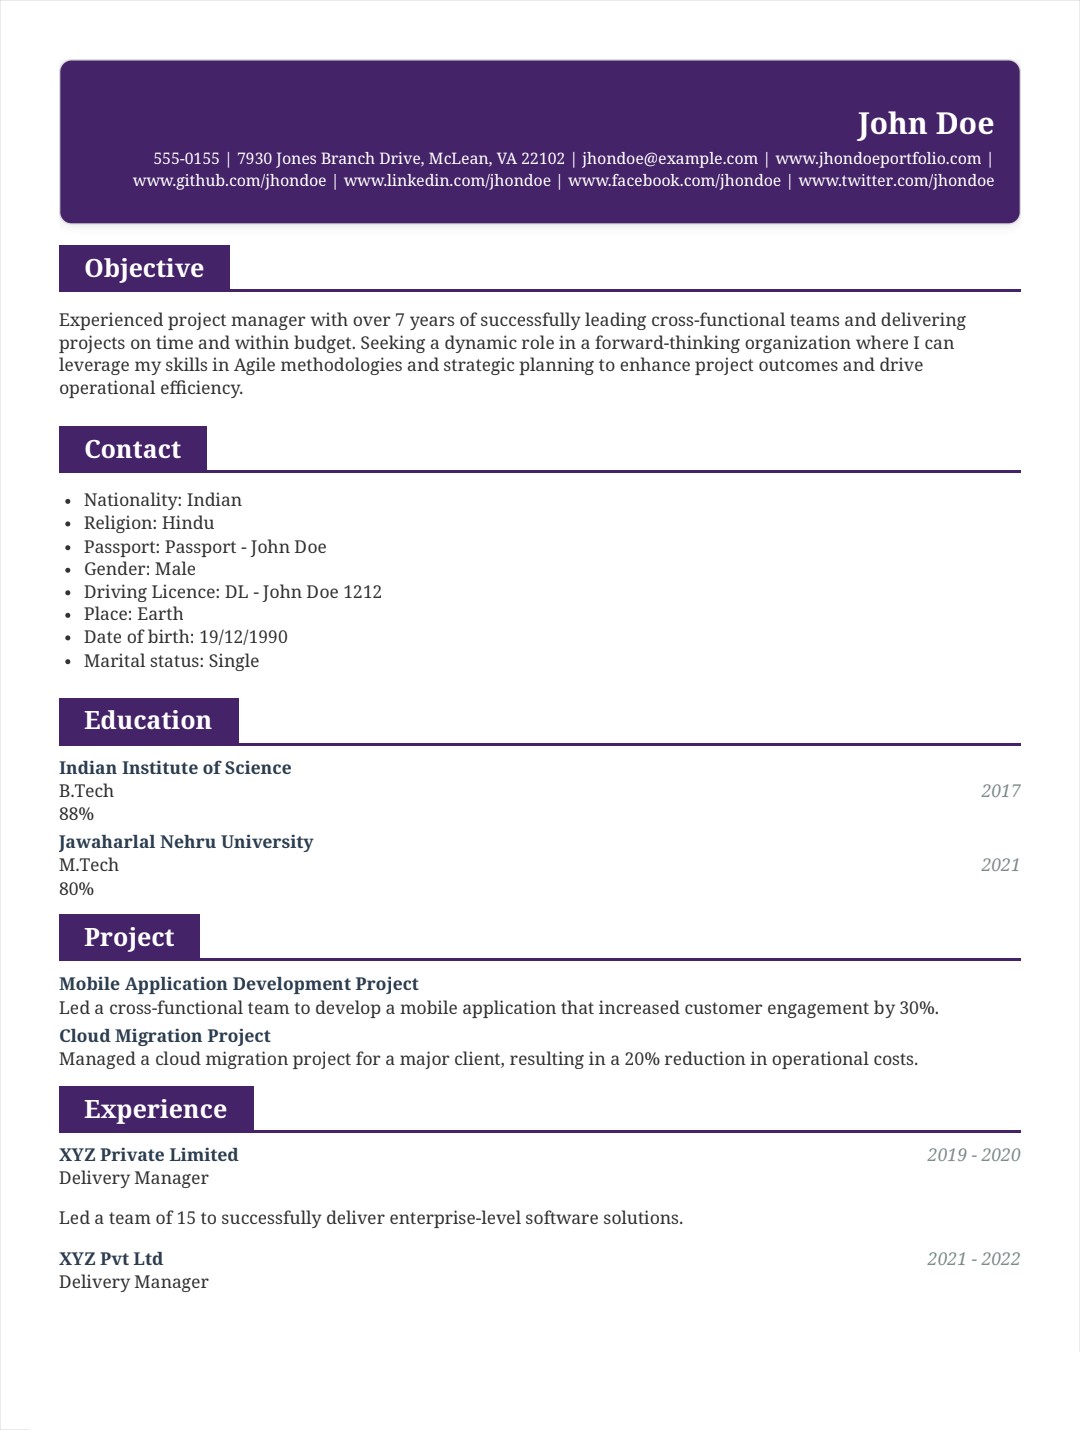 John Doe
555-0155 | 7930 Jones Branch Drive, McLean, VA 22102 | jhondoe@example.com | www.jhondoeportfolio.com |
www.github.com/jhondoe | www.linkedin.com/jhondoe | www.facebook.com/jhondoe | www.twitter.com/jhondoe
Objective
Experienced project manager with over 7 years of successfully leading cross-functional teams and delivering
projects on time and within budget. Seeking a dynamic role in a forward-thinking organization where I can
leverage my skills in Agile methodologies and strategic planning to enhance project outcomes and drive
operational efficiency.
Contact
• Nationality: Indian
• Religion: Hindu
• Passport: Passport - John Doe
• Gender: Male
• Driving Licence: DL - John Doe 1212
• Place: Earth
• Date of birth: 19/12/1990
• Marital status: Single
Education
Indian Institute of Science
B.Tech 2017
88%
Jawaharlal Nehru University
M.Tech 2021
80%
Project
Mobile Application Development Project
Led a cross-functional team to develop a mobile application that increased customer engagement by 30%.
Cloud Migration Project
Managed a cloud migration project for a major client, resulting in a 20% reduction in operational costs.
Experience
XYZ Private Limited 2019 - 2020
Delivery Manager
Led a team of 15 to successfully deliver enterprise-level software solutions.
XYZ Pvt Ltd 2021 - 2022
Delivery Manager